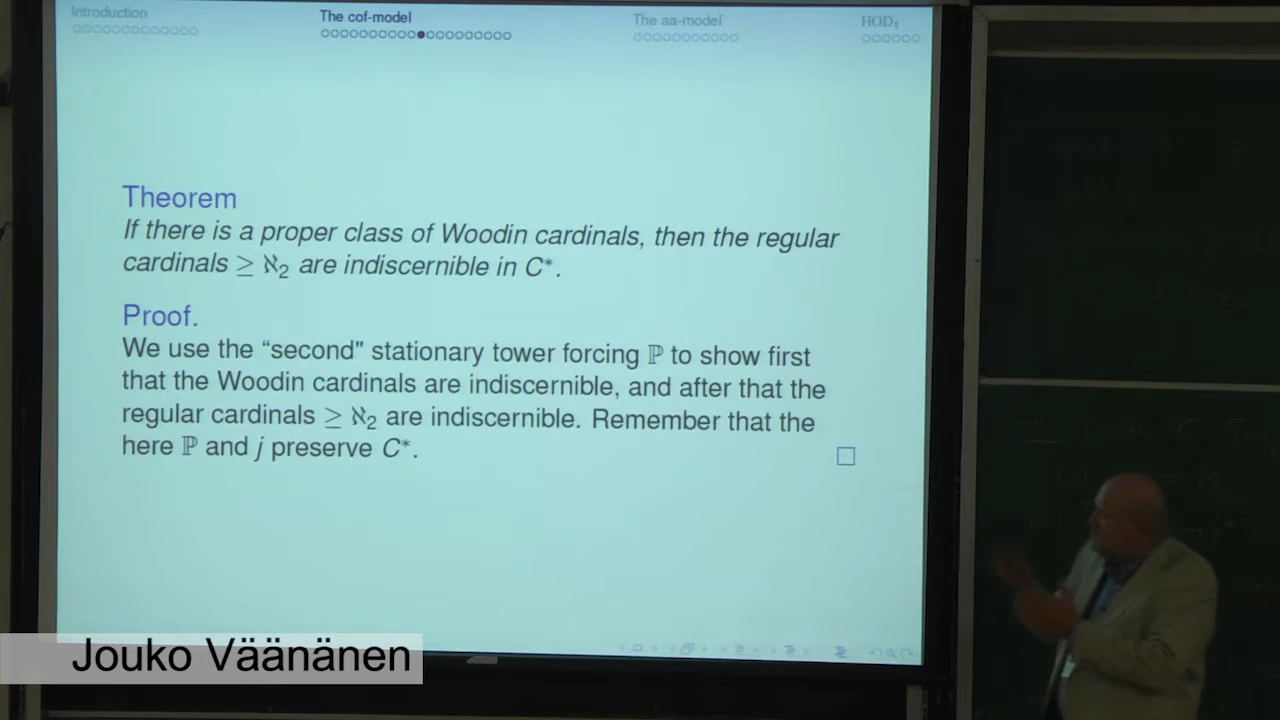 Introduction
The cof-model
The aa-model
HOD₁
Theorem
If there is a proper class of Woodin cardinals, then the regular
cardinals ≥ ℵ₂ are indiscernible in C*.
Proof.
We use the “second" stationary tower forcing ℙ to show first
that the Woodin cardinals are indiscernible, and after that the
regular cardinals ≥ ℵ₂ are indiscernible. Remember that the
here ℙ and j preserve C*.
Jouko Väänänen